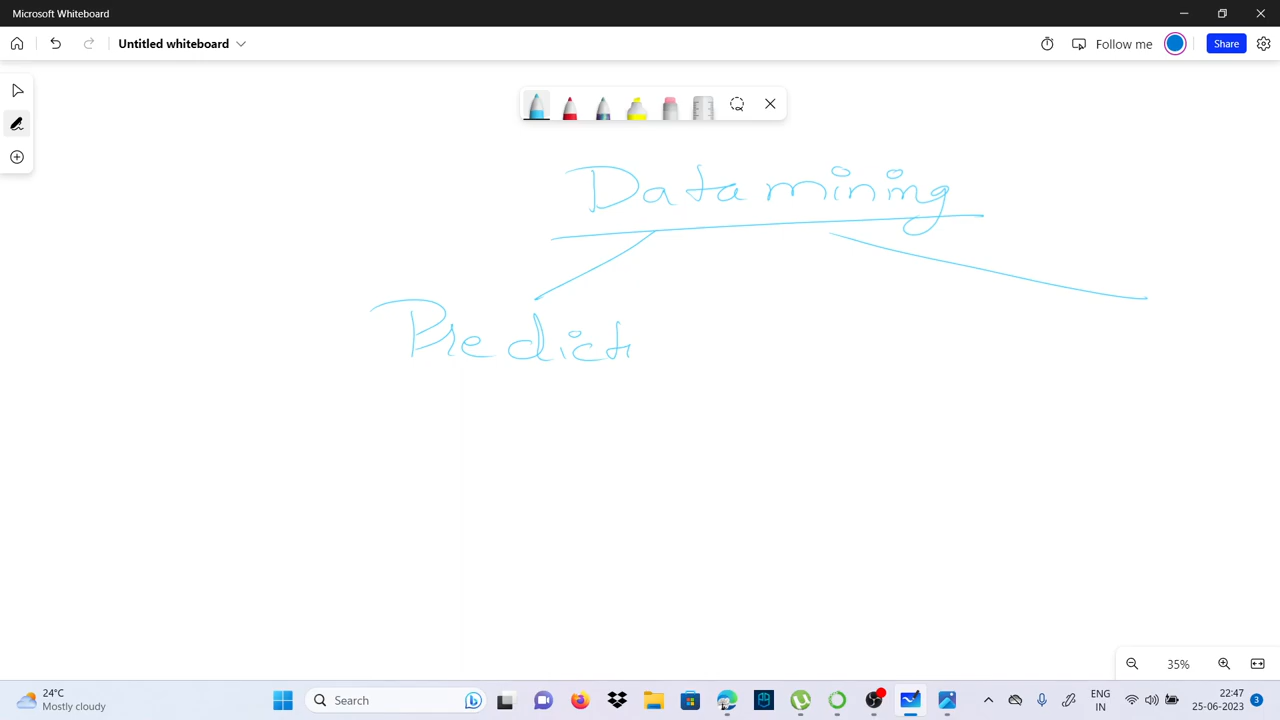 Microsoft Whiteboard
Untitled whiteboard
Follow me
Share
Data mining
Predict
35%
24°C
Mostly cloudy
Search
ENG
IN
22:47
25-06-2023
3